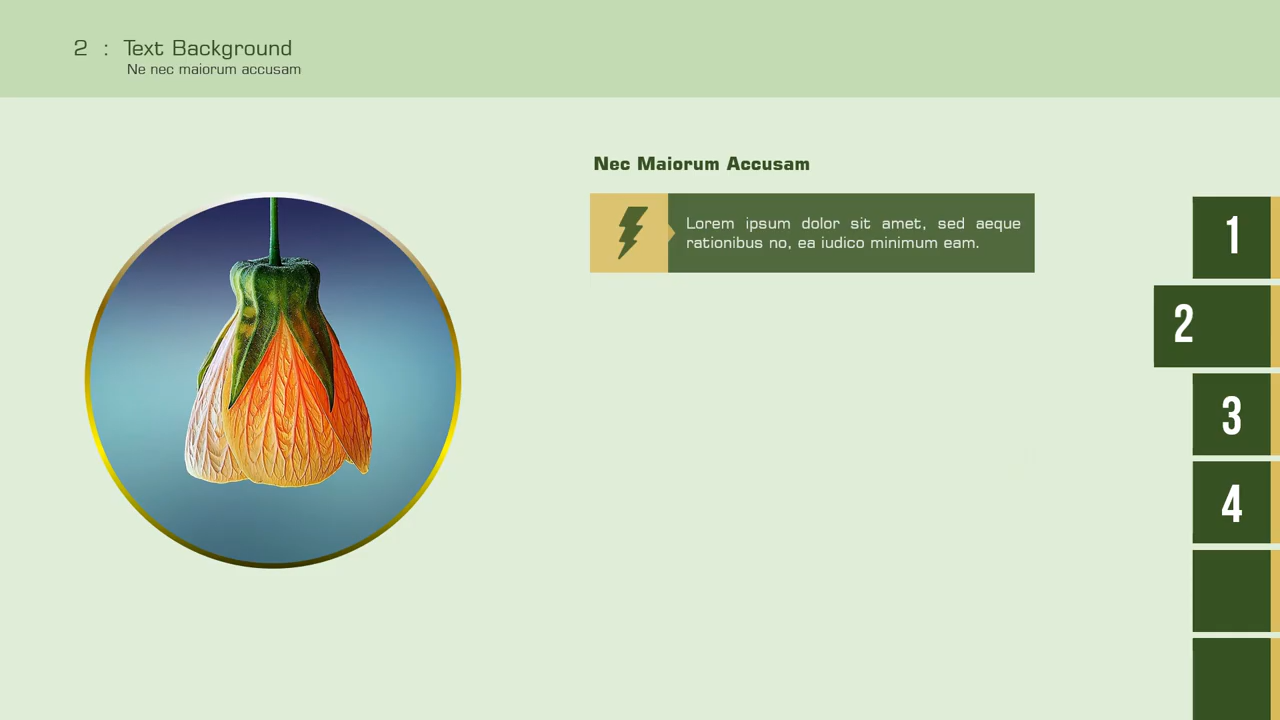 2 : Text Background
Ne nec maiorum accusam
Nec Maiorum Accusam
Lorem ipsum dolor sit amet, sed aeque
rationibus no, ea iudico minimum eam.
1
2
3
4